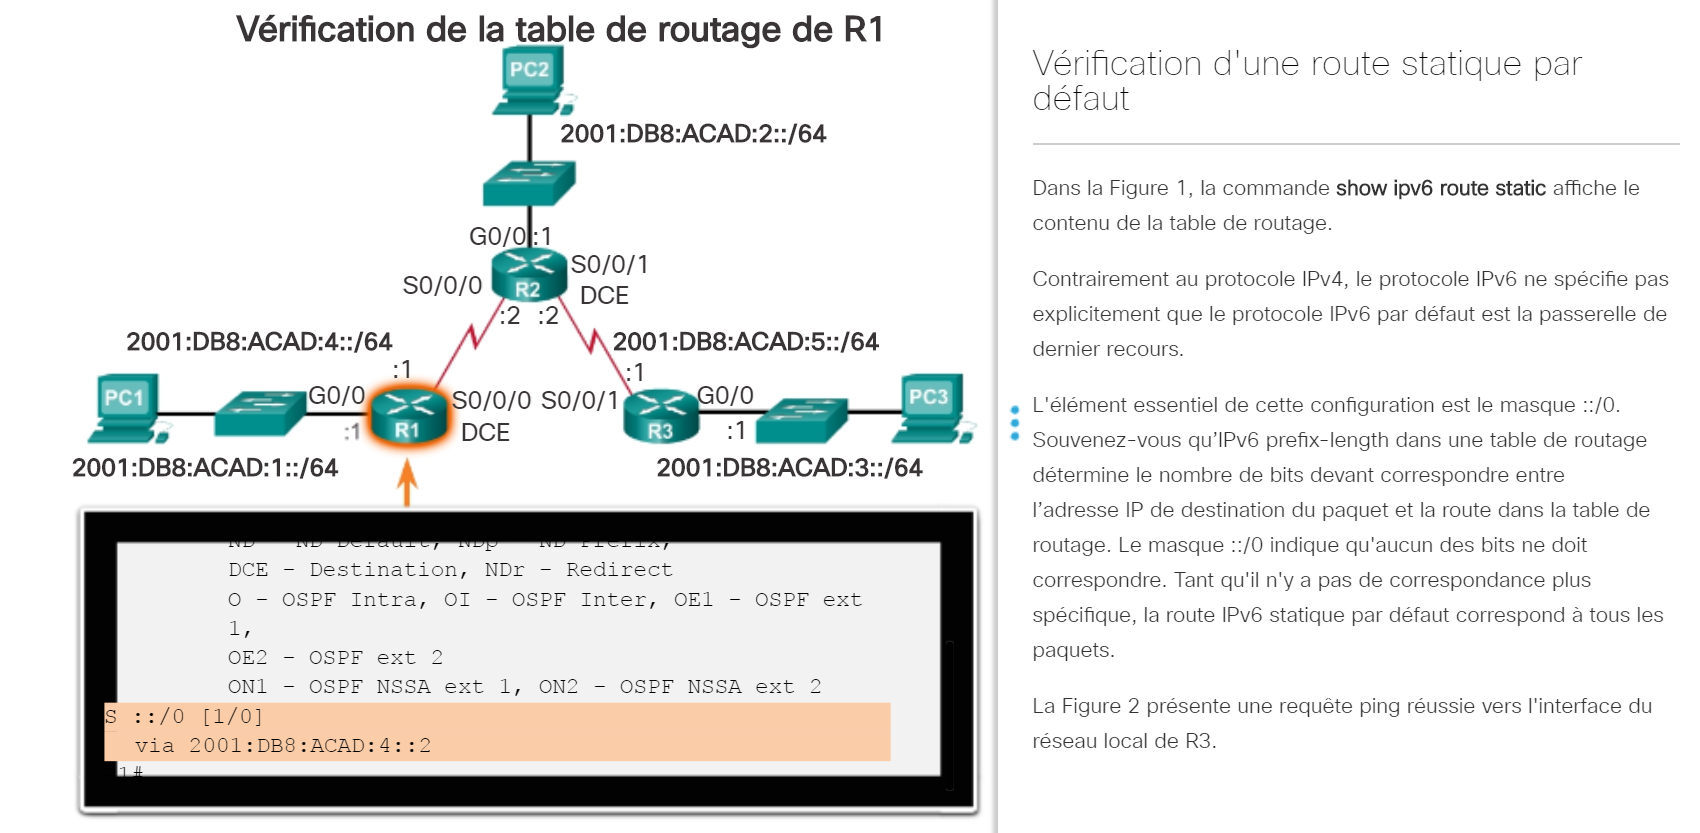 Vérification de la table de routage de R1
PC2
2001:DB8:ACAD:2::/64
G0/0 :1
S0/0/0
S0/0/1
DCE
R2
:2 :2
2001:DB8:ACAD:4::/64
2001:DB8:ACAD:5::/64
:1
:1
PC1
G0/0
S0/0/0
S0/0/1
G0/0
PC3
:1
R1
DCE
R3
:1
2001:DB8:ACAD:1::/64
2001:DB8:ACAD:3::/64
ND - ND Default, NDp - ND Prefix,
DCE - Destination, NDr - Redirect
O - OSPF Intra, OI - OSPF Inter, OE1 - OSPF ext
1,
OE2 - OSPF ext 2
ON1 - OSPF NSSA ext 1, ON2 - OSPF NSSA ext 2
S ::/0 [1/0]
via 2001:DB8:ACAD:4::2
1#
Vérification d'une route statique par
défaut
Dans la Figure 1, la commande show ipv6 route static affiche le
contenu de la table de routage.
Contrairement au protocole IPv4, le protocole IPv6 ne spécifie pas
explicitement que le protocole IPv6 par défaut est la passerelle de
dernier recours.
L'élément essentiel de cette configuration est le masque ::/0.
Souvenez-vous qu’IPv6 prefix-length dans une table de routage
détermine le nombre de bits devant correspondre entre
l’adresse IP de destination du paquet et la route dans la table de
routage. Le masque ::/0 indique qu'aucun des bits ne doit
correspondre. Tant qu'il n'y a pas de correspondance plus
spécifique, la route IPv6 statique par défaut correspond à tous les
paquets.
La Figure 2 présente une requête ping réussie vers l'interface du
réseau local de R3.